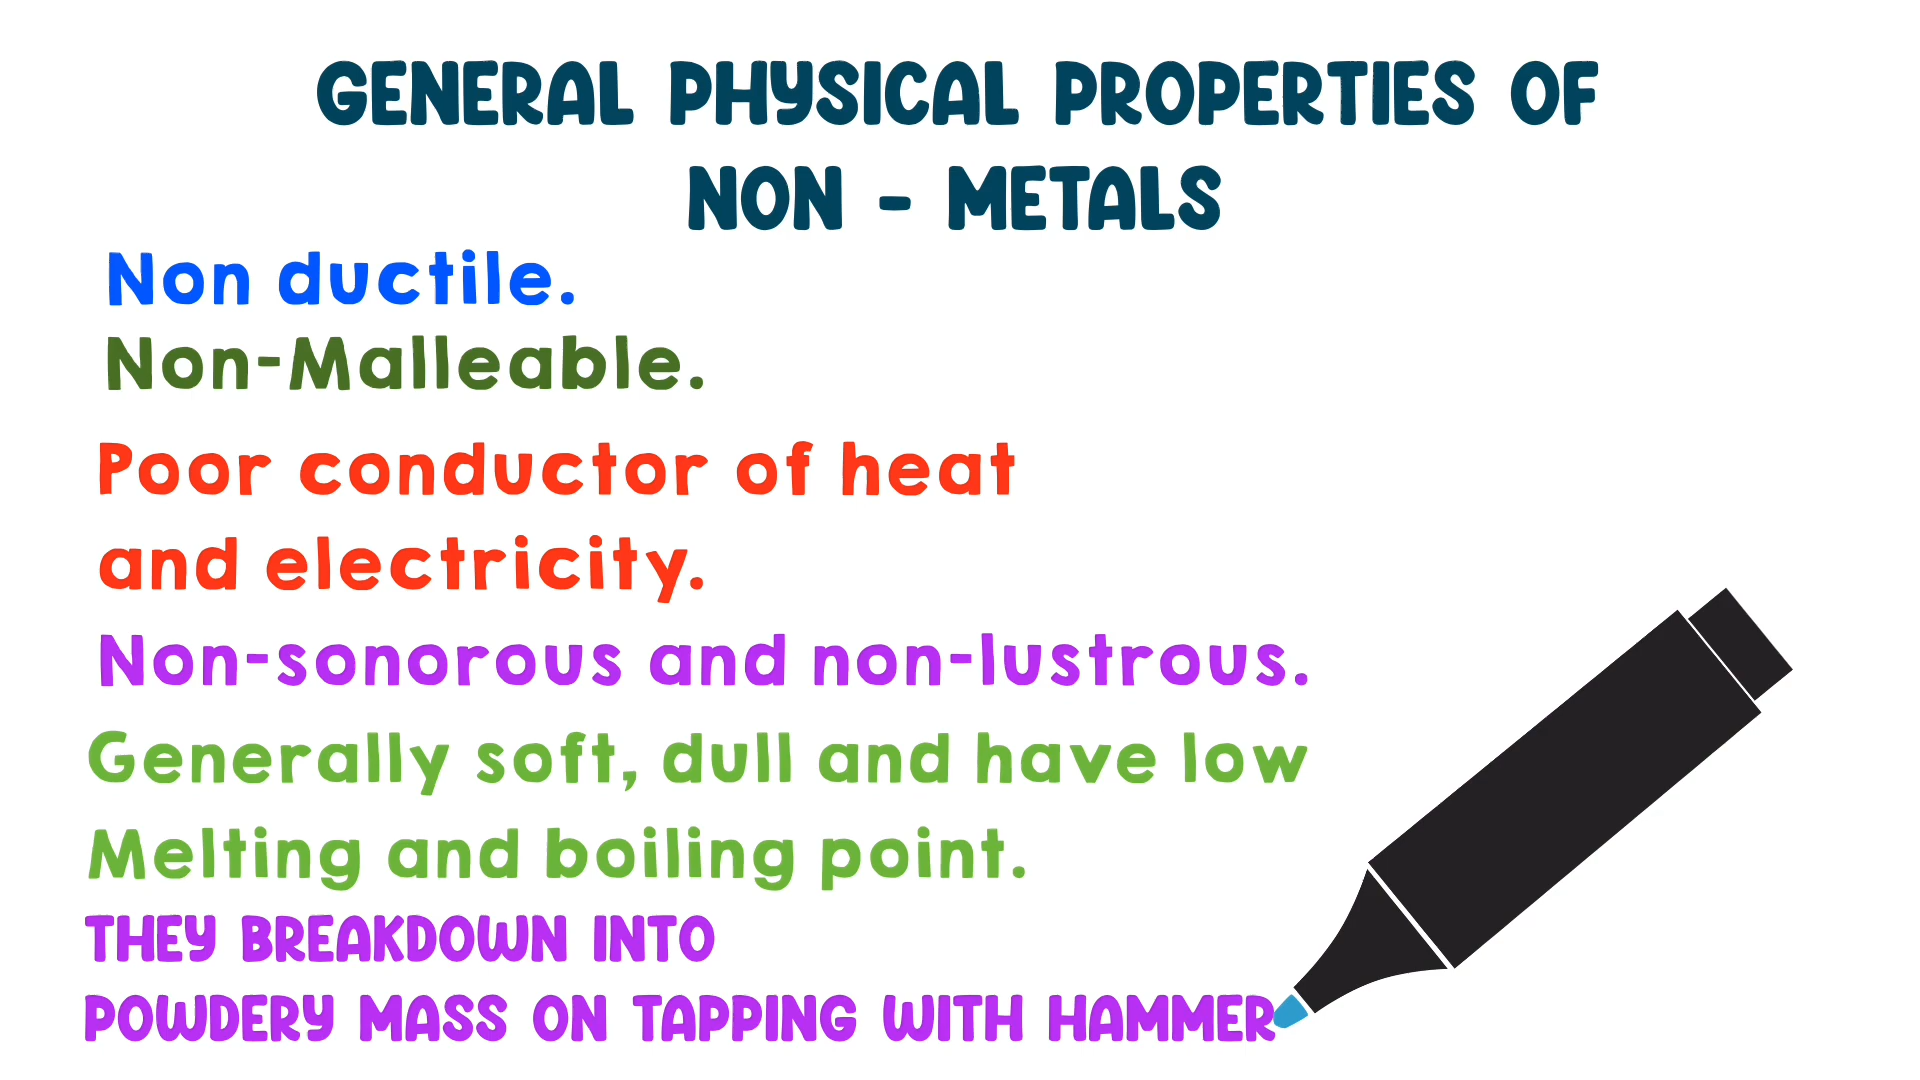 GENERAL PHYSICAL PROPERTIES OF
NON - METALS
Non ductile.
Non-Malleable.
Poor conductor of heat
and electricity.
Non-sonorous and non-lustrous.
Generally soft, dull and have low
Melting and boiling point.
THEY BREAKDOWN INTO
POWDERY MASS ON TAPPING WITH HAMMER